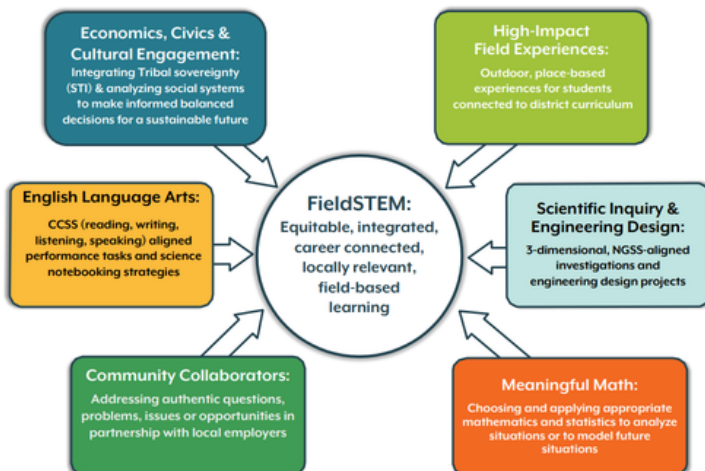 Economics, Civics &
Cultural Engagement:
Integrating Tribal sovereignty
(STI) & analyzing social systems
to make informed balanced
decisions for a sustainable future
High-Impact
Field Experiences:
Outdoor, place-based
experiences for students
connected to district curriculum
English Language Arts:
CCSS (reading, writing,
listening, speaking) aligned
performance tasks and science
notebooking strategies
FieldSTEM:
Equitable, integrated,
career connected,
locally relevant,
field-based
learning
Scientific Inquiry &
Engineering Design:
3-dimensional, NGSS-aligned
investigations and
engineering design projects
Community Collaborators:
Addressing authentic questions,
problems, issues or opportunities in
partnership with local employers
Meaningful Math:
Choosing and applying appropriate
mathematics and statistics to analyze
situations or to model future
situations